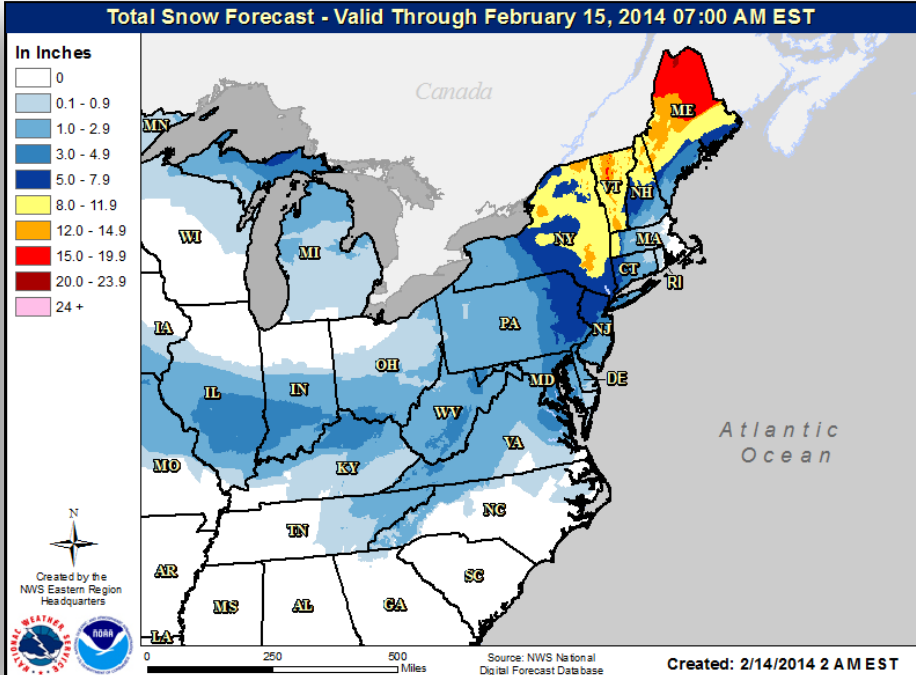 Total Snow Forecast - Valid Through February 15, 2014 07:00 AM EST
In Inches
0
0.1 - 0.9
1.0 - 2.9
3.0 - 4.9
5.0 - 7.9
8.0 - 11.9
12.0 - 14.9
15.0 - 19.9
20.0 - 23.9
24 +
Canada
ME
MN
VT
NH
WI
NY
MA
MI
CT
RI
IA
PA
NJ
OH
DE
IL
IN
MD
WV
VA
Atlantic
Ocean
MO
KY
NC
TN
AR
SC
MS
AL
GA
LA
N
Created by the
NWS Eastern Region
Headquarters
NATIONAL WEATHER SERVICE
NOAA
0
250
500
Miles
Source: NWS National
Digital Forecast Database
Created: 2/14/2014 2 AM EST